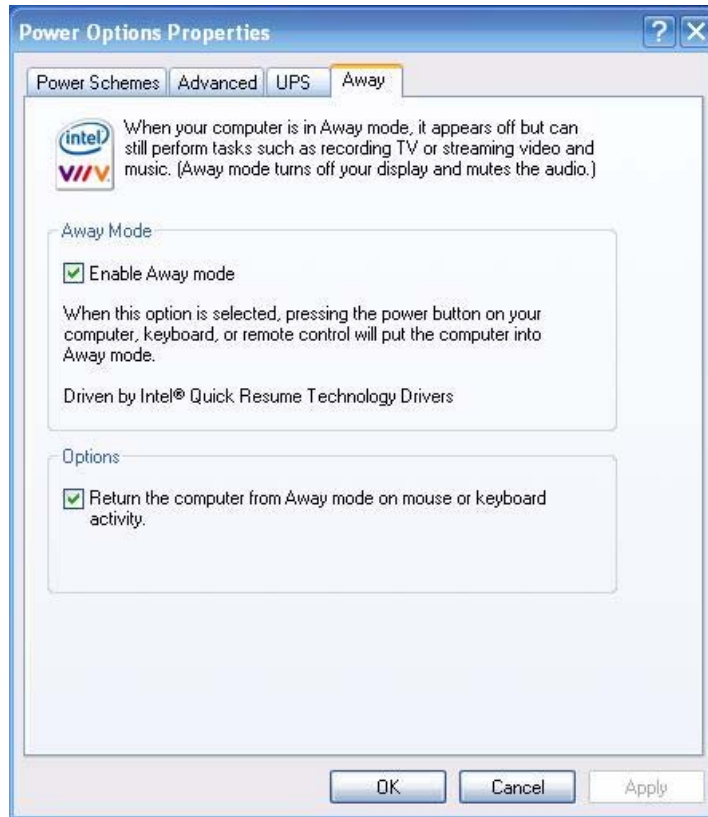 Power Options Properties
Power Schemes Advanced UPS Away
intel
VIIV
When your computer is in Away mode, it appears off but can
still perform tasks such as recording TV or streaming video and
music. (Away mode turns off your display and mutes the audio.)
Away Mode
Enable Away mode
When this option is selected, pressing the power button on your
computer, keyboard, or remote control will put the computer into
Away mode.
Driven by Intel® Quick Resume Technology Drivers
Options
Return the computer from Away mode on mouse or keyboard
activity.
OK Cancel Apply